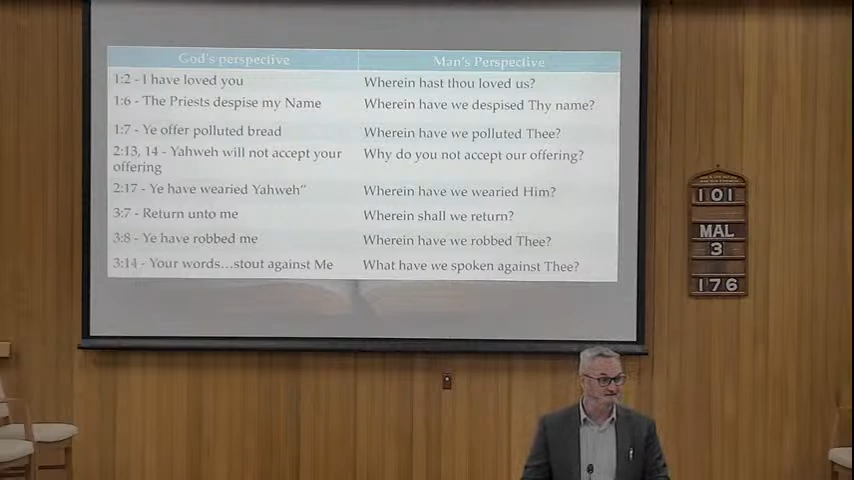 God's perspective
Man's Perspective
1:2 - I have loved you
Wherein hast thou loved us?
1:6 - The Priests despise my Name
Wherein have we despised Thy name?
1:7 - Ye offer polluted bread
Wherein have we polluted Thee?
2:13, 14 - Yahweh will not accept your
offering
Why do you not accept our offering?
2:17 - Ye have wearied Yahweh"
Wherein have we wearied Him?
3:7 - Return unto me
Wherein shall we return?
3:8 - Ye have robbed me
Wherein have we robbed Thee?
3:14 - Your words...stout against Me
What have we spoken against Thee?
101
MAL
3
176